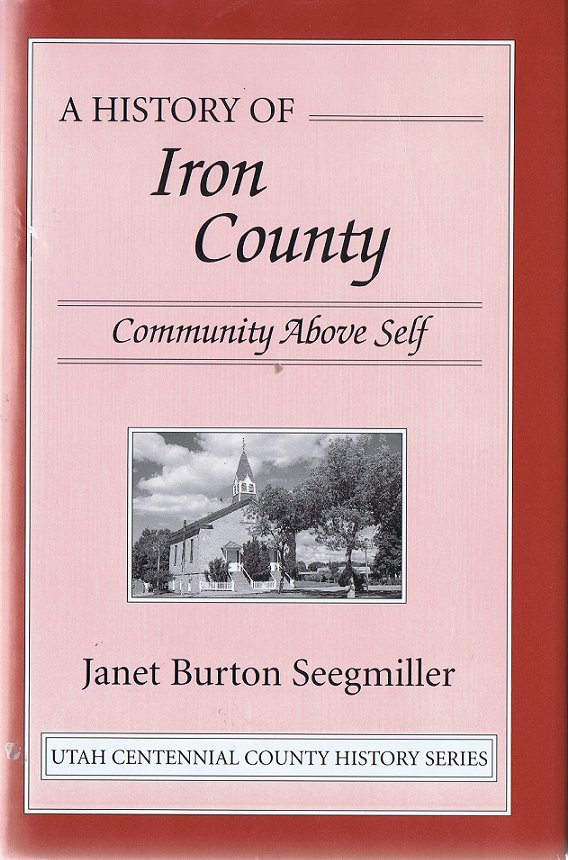 A HISTORY OF
Iron
County
Community Above Self
Janet Burton Seegmiller
UTAH CENTENNIAL COUNTY HISTORY SERIES